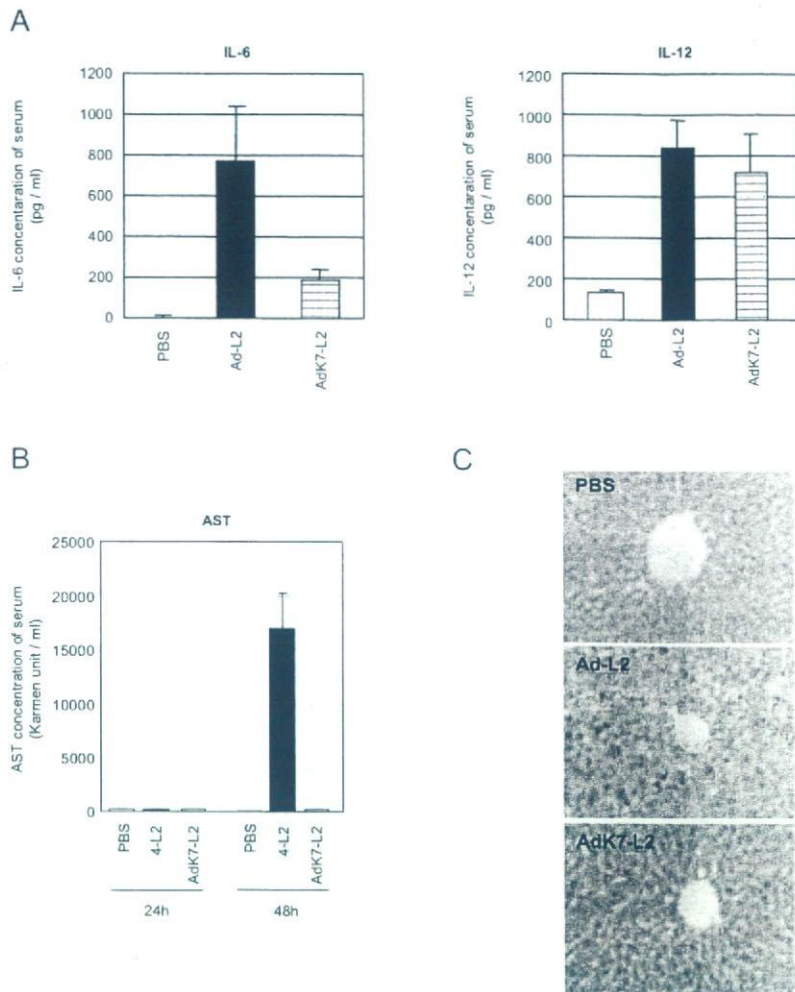 A
IL-6
1200
1000
800
600
400
200
0
IL-6 concentaration of serum
(pg / ml)
PBS
Ad-L2
AdK7-L2
IL-12
1200
1000
800
600
400
200
0
IL-12 concentaration of serum
(pg / ml)
PBS
Ad-L2
AdK7-L2
B
AST
25000
20000
15000
10000
5000
0
AST concentration of serum
(Karmen unit / ml)
PBS
4-L2
AdK7-L2
PBS
4-L2
AdK7-L2
24h
48h
C
PBS
Ad-L2
AdK7-L2